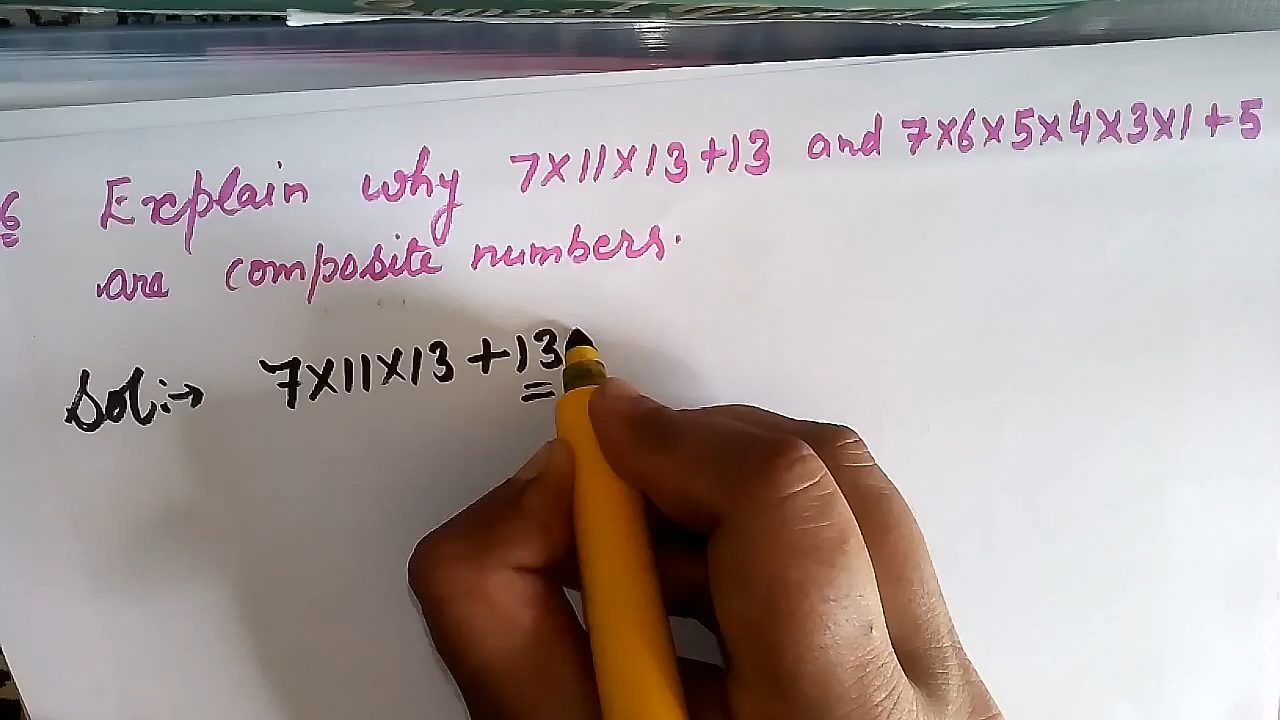 6 Explain why 7×11×13+13 and 7×6×5×4×3×1+5
are composite numbers.
Sol:→ 7×11×13+13